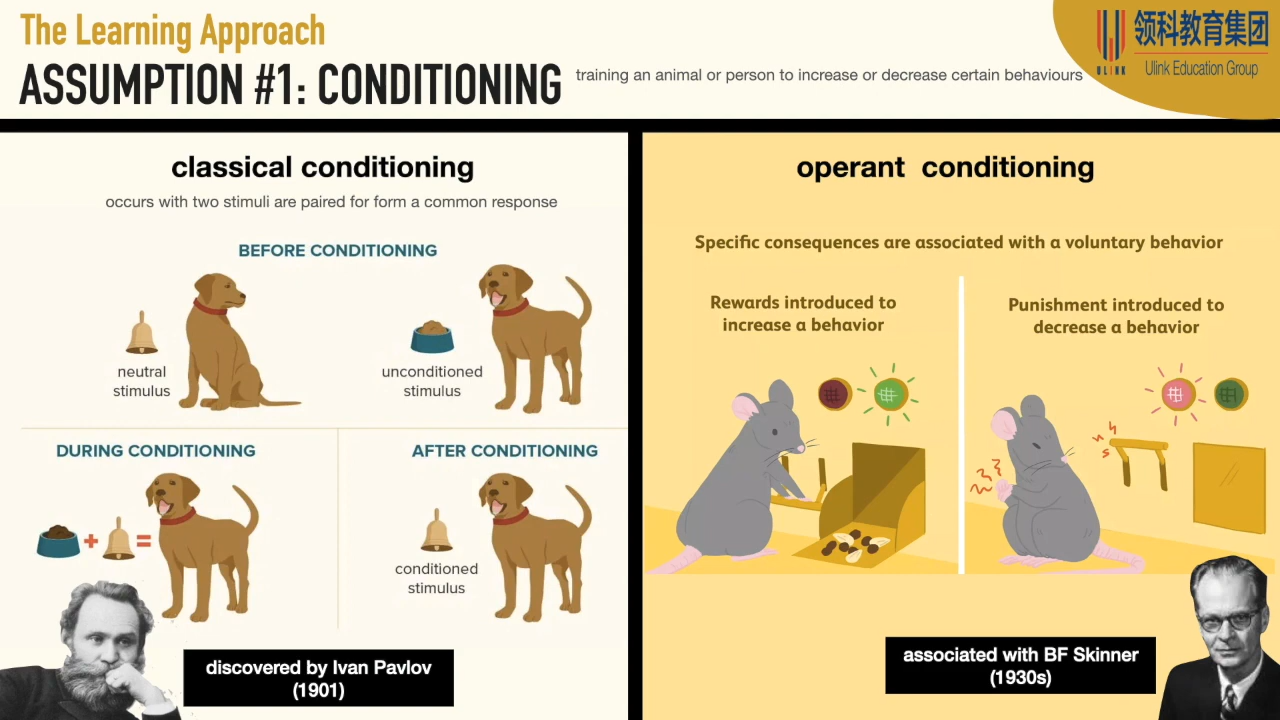 The Learning Approach
ASSUMPTION #1: CONDITIONING
training an animal or person to increase or decrease certain behaviours
ULINK
领科教育集团
Ulink Education Group
classical conditioning
occurs with two stimuli are paired for form a common response
BEFORE CONDITIONING
neutral
stimulus
unconditioned
stimulus
DURING CONDITIONING
AFTER CONDITIONING
conditioned
stimulus
discovered by Ivan Pavlov
(1901)
operant conditioning
Specific consequences are associated with a voluntary behavior
Rewards introduced to
increase a behavior
Punishment introduced to
decrease a behavior
associated with BF Skinner
(1930s)